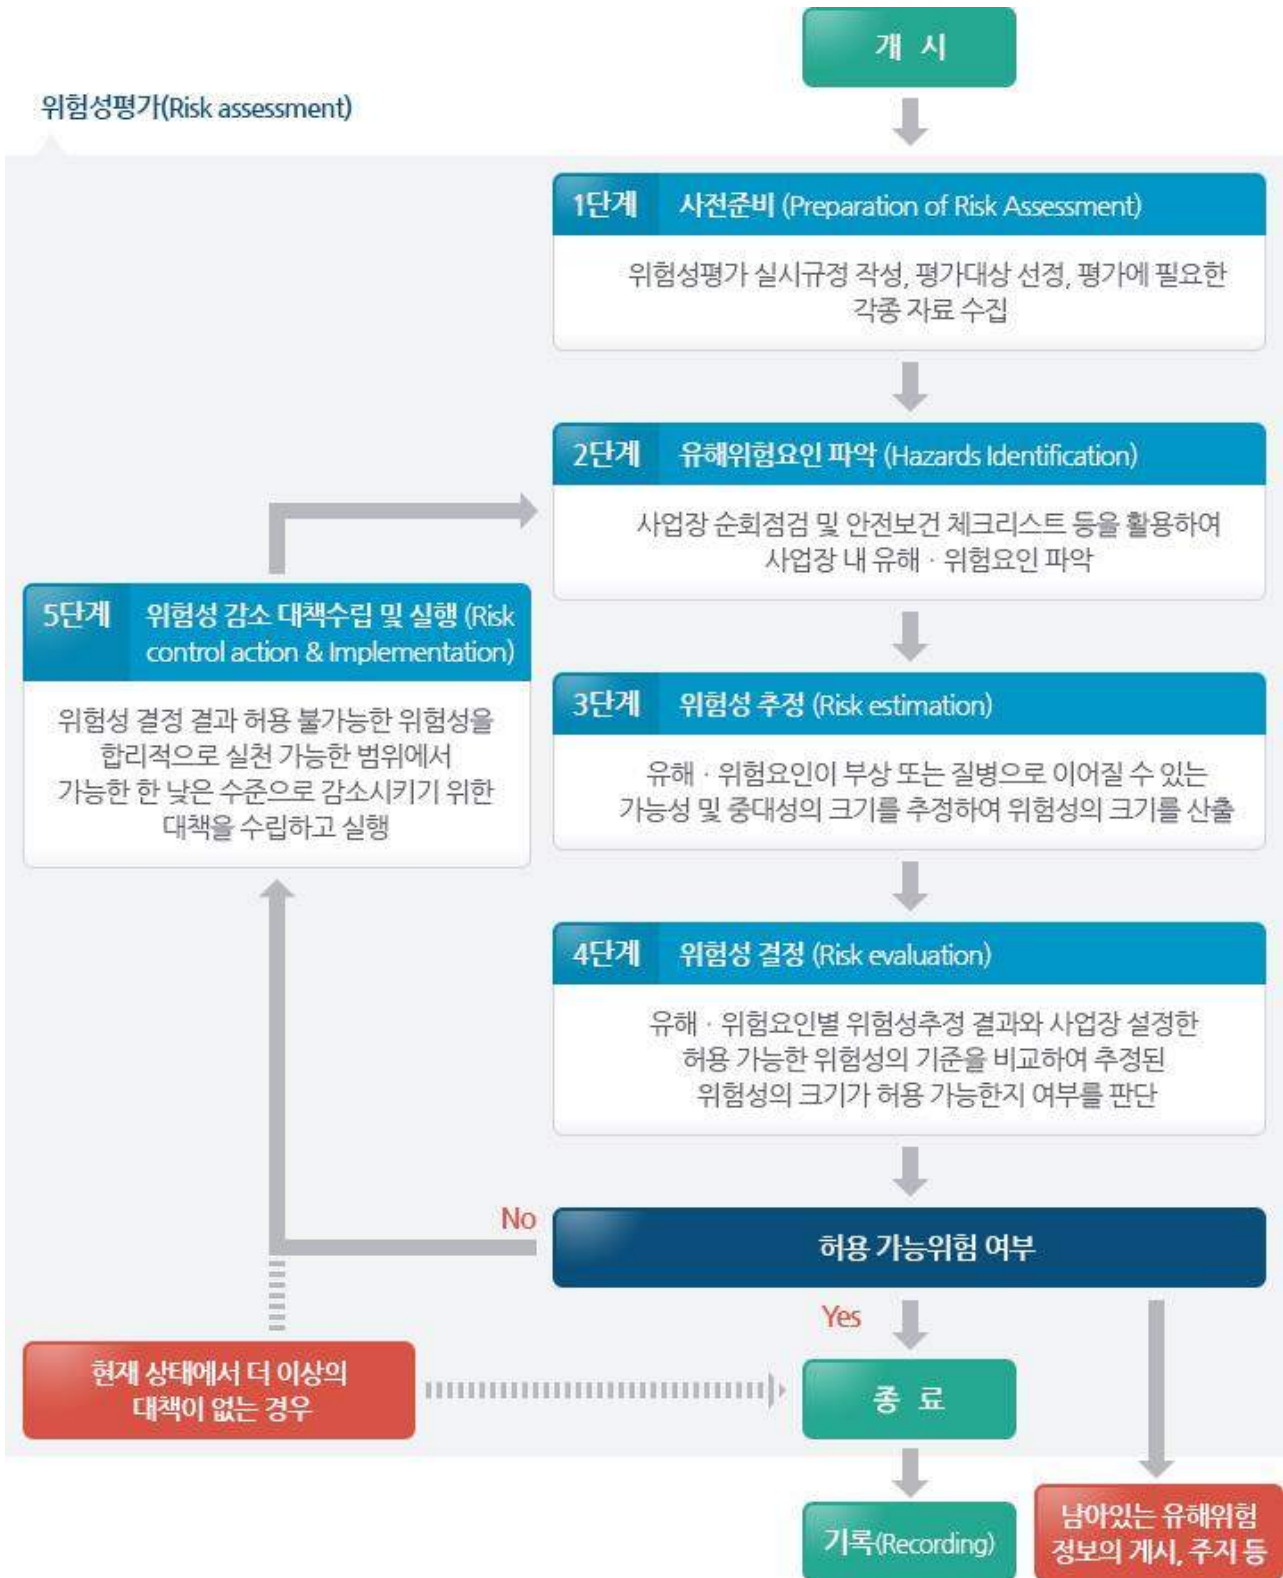 개 시
위험성평가(Risk assessment)
1단계 사전준비 (Preparation of Risk Assessment)
위험성평가 실시규정 작성, 평가대상 선정, 평가에 필요한
각종 자료 수집
2단계 유해위험요인 파악 (Hazards Identification)
사업장 순회점검 및 안전보건 체크리스트 등을 활용하여
사업장 내 유해 · 위험요인 파악
5단계 위험성 감소 대책수립 및 실행 (Risk
control action & Implementation)
위험성 결정 결과 허용 불가능한 위험성을
합리적으로 실천 가능한 범위에서
가능한 한 낮은 수준으로 감소시키기 위한
대책을 수립하고 실행
3단계 위험성 추정 (Risk estimation)
유해 · 위험요인이 부상 또는 질병으로 이어질 수 있는
가능성 및 중대성의 크기를 추정하여 위험성의 크기를 산출
4단계 위험성 결정 (Risk evaluation)
유해 · 위험요인별 위험성추정 결과와 사업장 설정한
허용 가능한 위험성의 기준을 비교하여 추정된
위험성의 크기가 허용 가능한지 여부를 판단
No
허용 가능위험 여부
Yes
현재 상태에서 더 이상의
대책이 없는 경우
종 료
기록(Recording)
남아있는 유해위험
정보의 게시, 주지 등